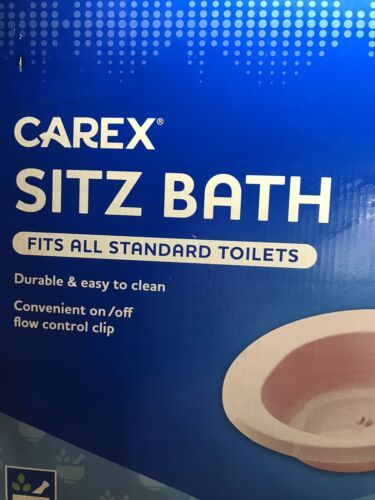 CAREX®
SITZ BATH
FITS ALL STANDARD TOILETS
Durable & easy to clean
Convenient on/off
flow control clip